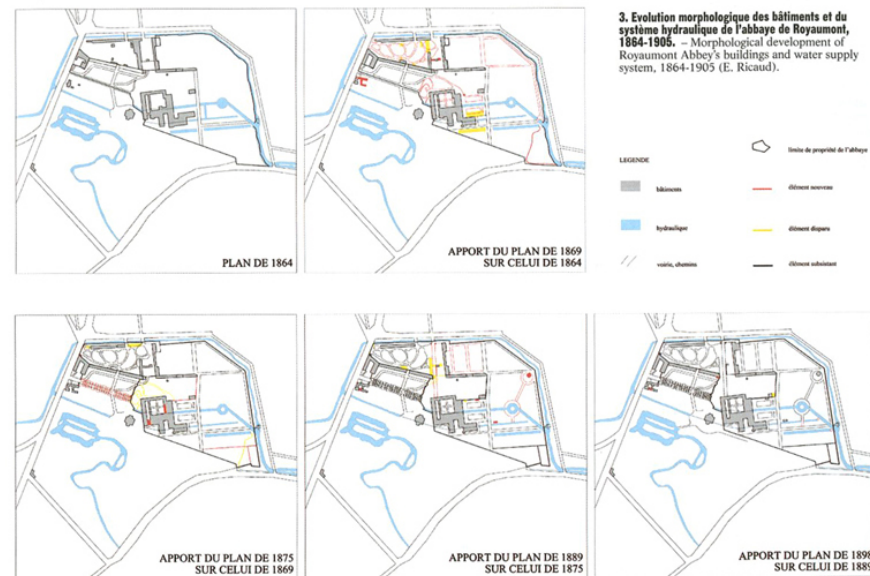 3. Evolution morphologique des bâtiments et du
système hydraulique de l'abbaye de Royaumont,
1864-1905. – Morphological development of
Royaumont Abbey's buildings and water supply
system, 1864-1905 (E. Ricaud).
limite de propriété de l'abbaye
LEGENDE
bâtiments
élément nouveau
hydraulique
élément disparu
voirie, chemins
élément subsistant
PLAN DE 1864
APPORT DU PLAN DE 1869
SUR CELUI DE 1864
APPORT DU PLAN DE 1875
SUR CELUI DE 1869
APPORT DU PLAN DE 1889
SUR CELUI DE 1875
APPORT DU PLAN DE 1898
SUR CELUI DE 1889